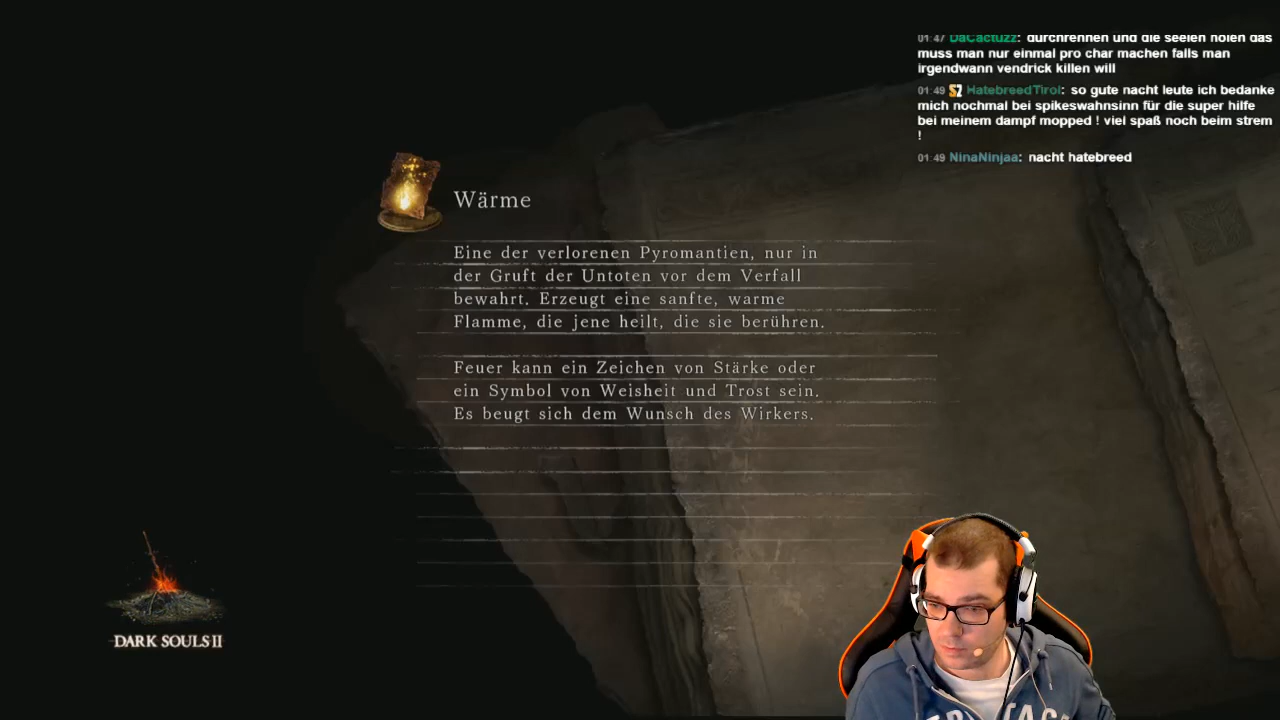 01:47 DaCactuzz: durchrennen und die seelen holen das
muss man nur einmal pro char machen falls man
irgendwann vendrick killen will
01:49 HatebreedTirol: so gute nacht leute ich bedanke
mich nochmal bei spikeswahnsinn für die super hilfe
bei meinem dampf mopped ! viel spaß noch beim strem
!
01:49 NinaNinjaa: nacht hatebreed
Wärme
Eine der verlorenen Pyromantien, nur in
der Gruft der Untoten vor dem Verfall
bewahrt. Erzeugt eine sanfte, warme
Flamme, die jene heilt, die sie berühren.
Feuer kann ein Zeichen von Stärke oder
ein Symbol von Weisheit und Trost sein.
Es beugt sich dem Wunsch des Wirkers.
DARK SOULS II